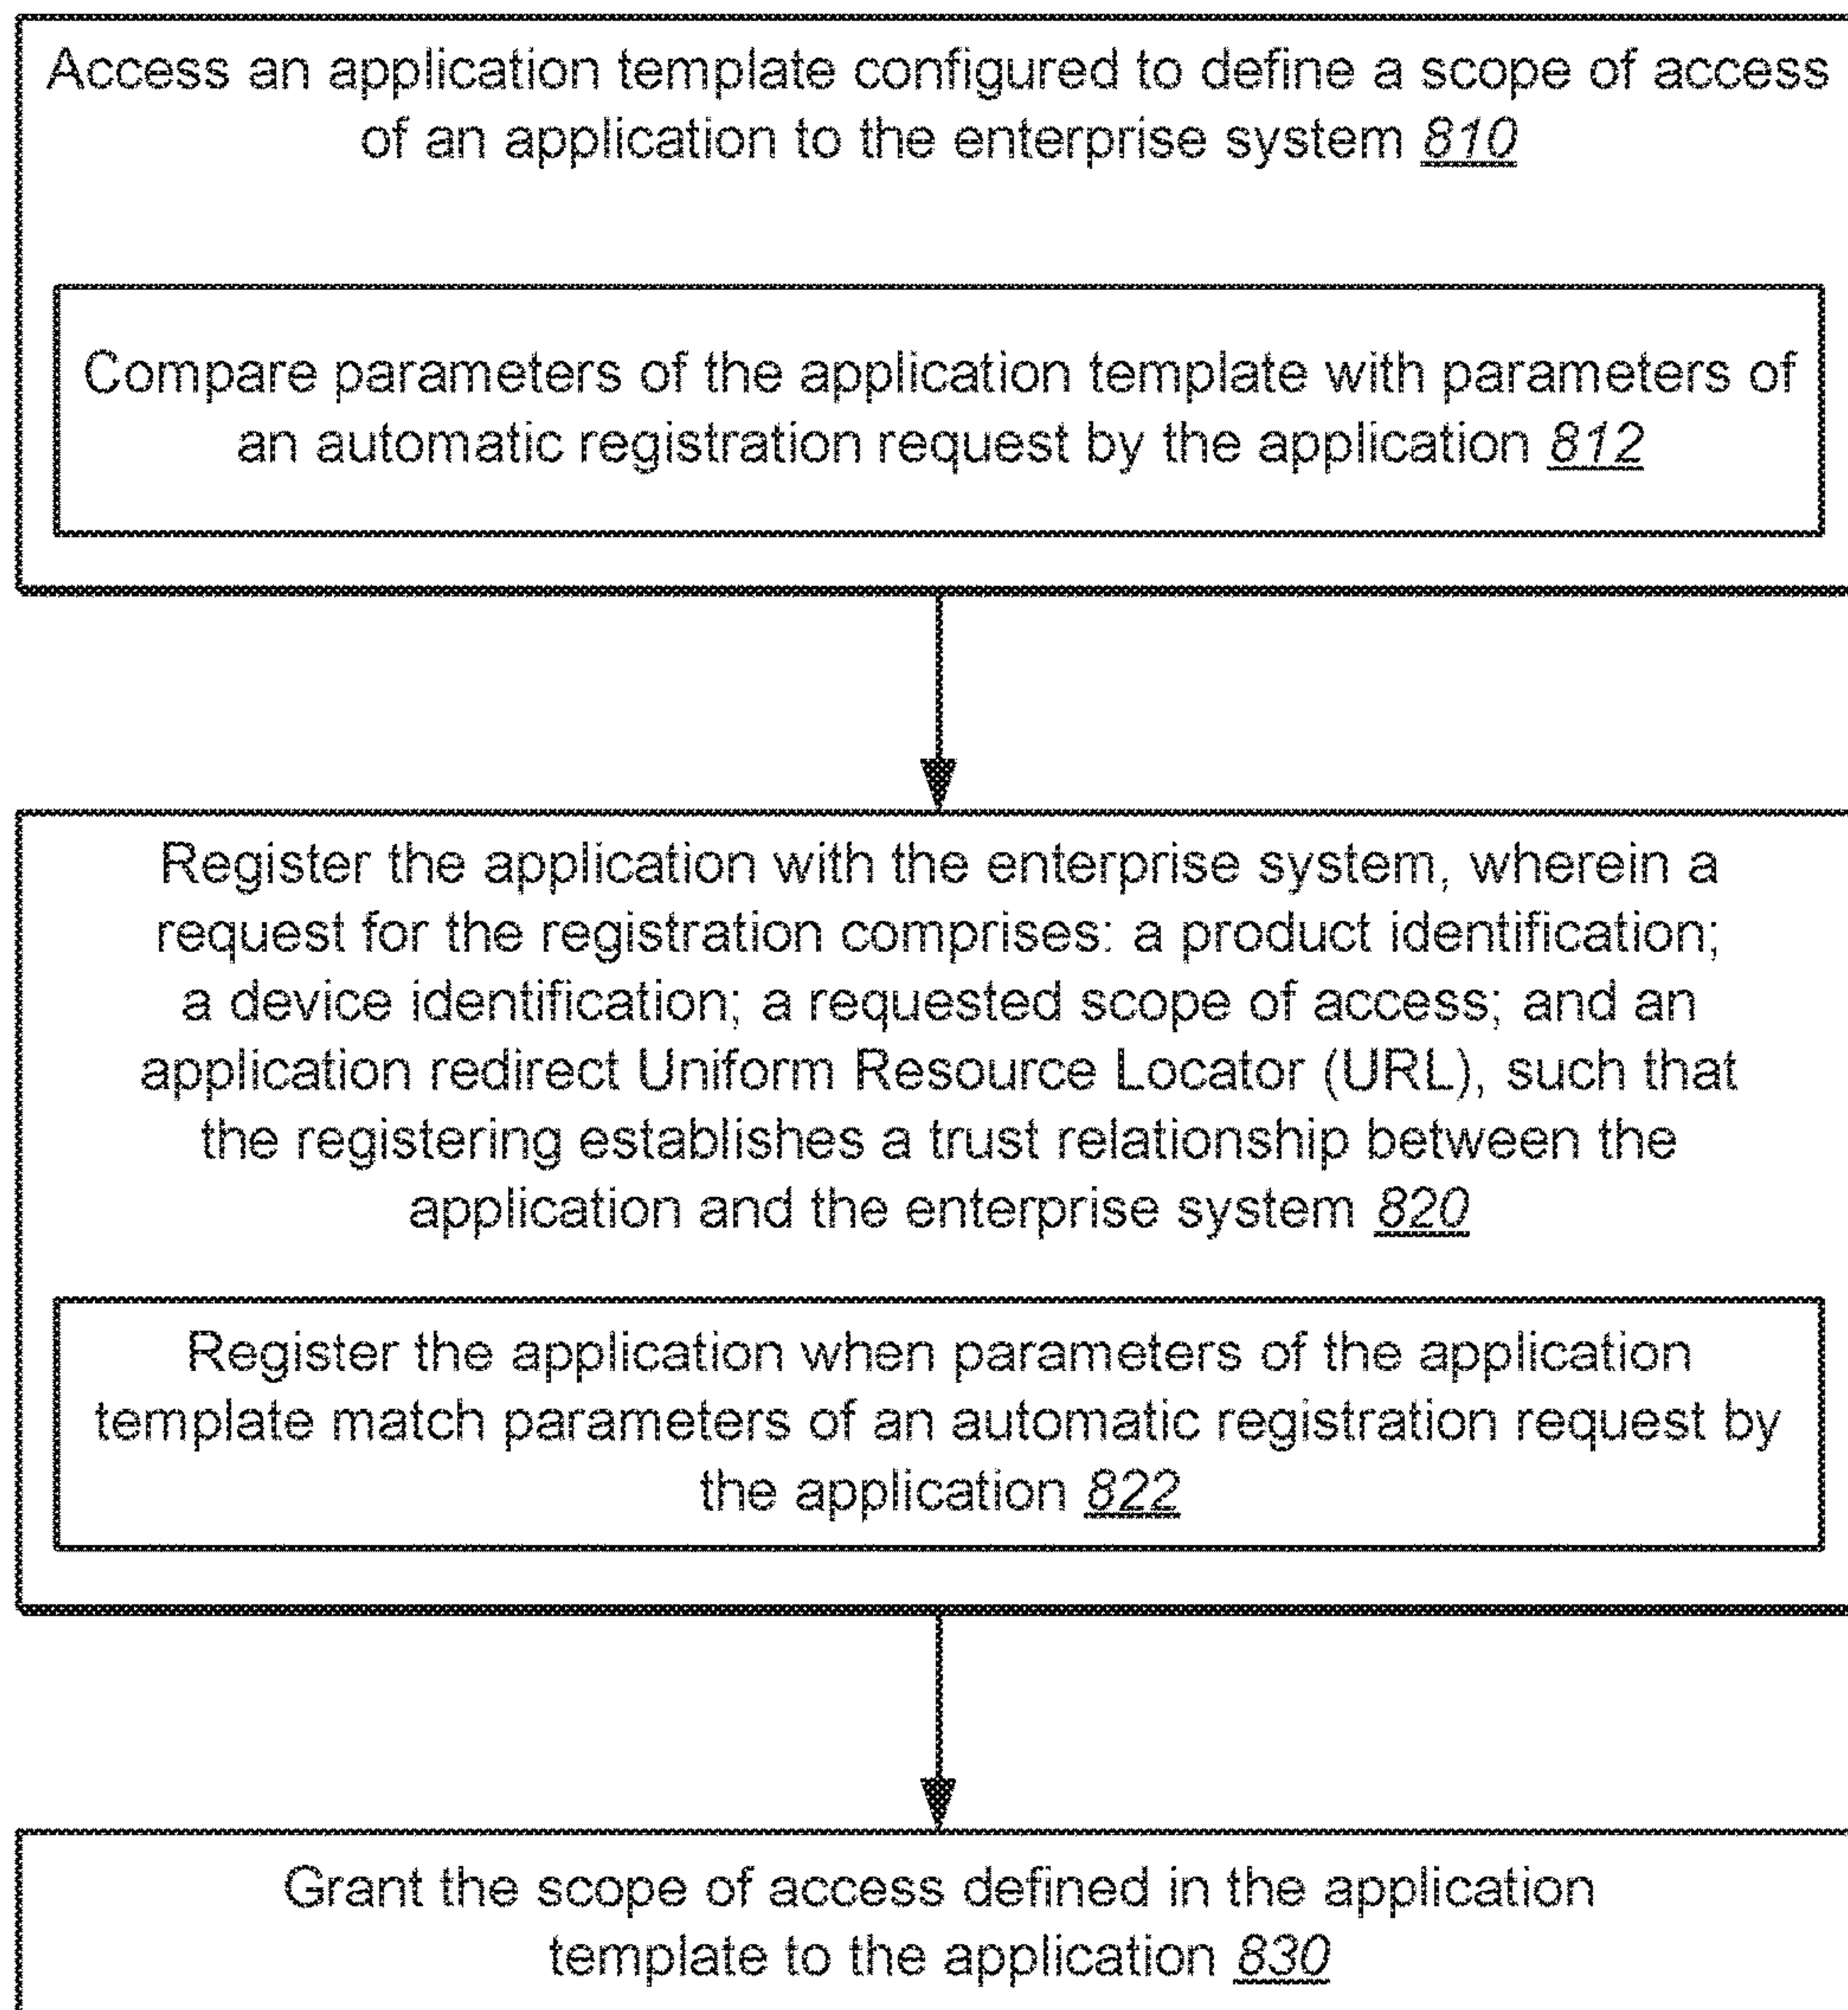 Access an application template configured to define a scope of access
of an application to the enterprise system 810
Compare parameters of the application template with parameters of
an automatic registration request by the application 812
Register the application with the enterprise system, wherein a
request for the registration comprises: a product identification;
a device identification; a requested scope of access; and an
application redirect Uniform Resource Locator (URL), such that
the registering establishes a trust relationship between the
application and the enterprise system 820
Register the application when parameters of the application
template match parameters of an automatic registration request by
the application 822
Grant the scope of access defined in the application
template to the application 830